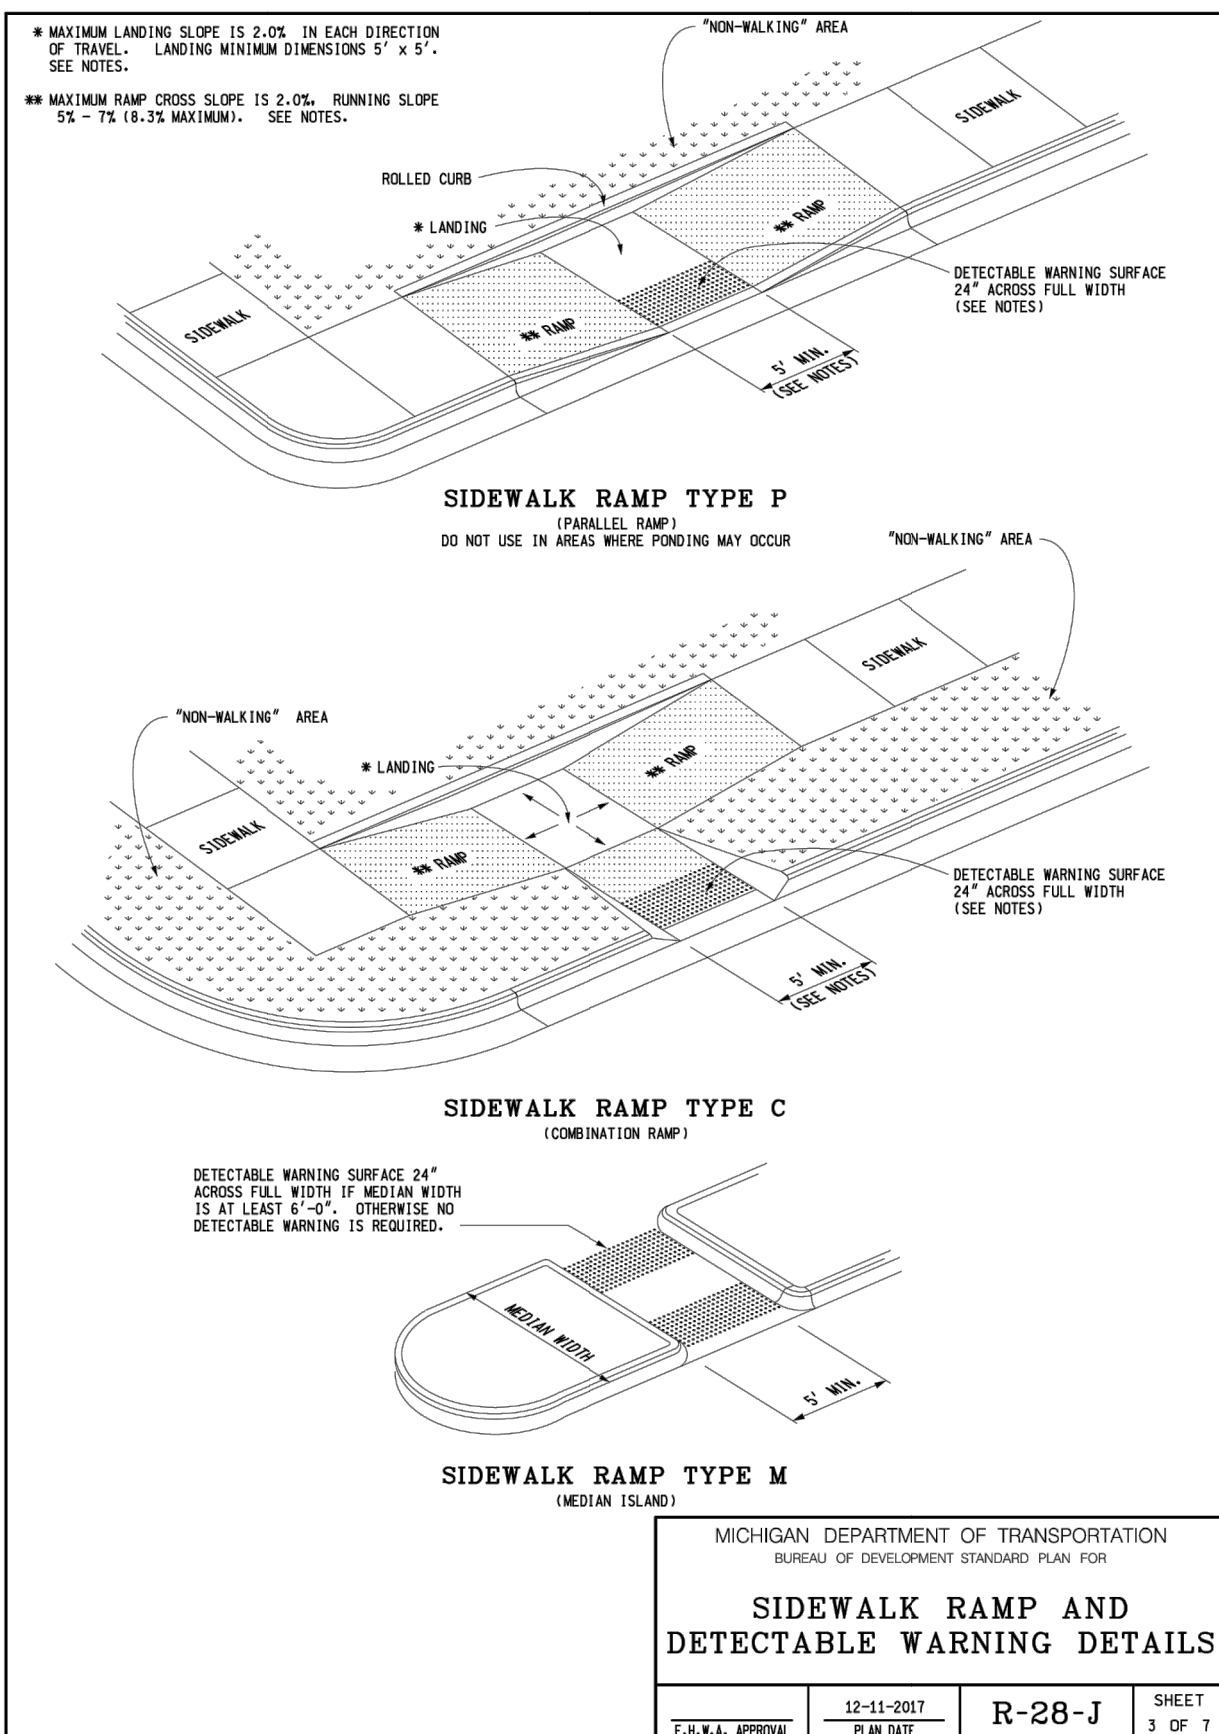 * MAXIMUM LANDING SLOPE IS 2.0% IN EACH DIRECTION
OF TRAVEL. LANDING MINIMUM DIMENSIONS 5' x 5'.
SEE NOTES.
** MAXIMUM RAMP CROSS SLOPE IS 2.0%, RUNNING SLOPE
5% - 7% (8.3% MAXIMUM). SEE NOTES.
"NON-WALKING" AREA
SIDEWALK
ROLLED CURB
* LANDING
** RAMP
DETECTABLE WARNING SURFACE
24" ACROSS FULL WIDTH
(SEE NOTES)
SIDEWALK
** RAMP
5' MIN.
(SEE NOTES)
SIDEWALK RAMP TYPE P
(PARALLEL RAMP)
DO NOT USE IN AREAS WHERE PONDING MAY OCCUR
"NON-WALKING" AREA
SIDEWALK
"NON-WALKING" AREA
* LANDING
** RAMP
SIDEWALK
** RAMP
DETECTABLE WARNING SURFACE
24" ACROSS FULL WIDTH
(SEE NOTES)
5' MIN.
(SEE NOTES)
SIDEWALK RAMP TYPE C
(COMBINATION RAMP)
DETECTABLE WARNING SURFACE 24"
ACROSS FULL WIDTH IF MEDIAN WIDTH
IS AT LEAST 6'-0". OTHERWISE NO
DETECTABLE WARNING IS REQUIRED.
MEDIAN WIDTH
5' MIN.
SIDEWALK RAMP TYPE M
(MEDIAN ISLAND)
MICHIGAN DEPARTMENT OF TRANSPORTATION
BUREAU OF DEVELOPMENT STANDARD PLAN FOR
SIDEWALK RAMP AND
DETECTABLE WARNING DETAILS
F.H.W.A. APPROVAL
12-11-2017
PLAN DATE
R-28-J
SHEET
3 OF 7